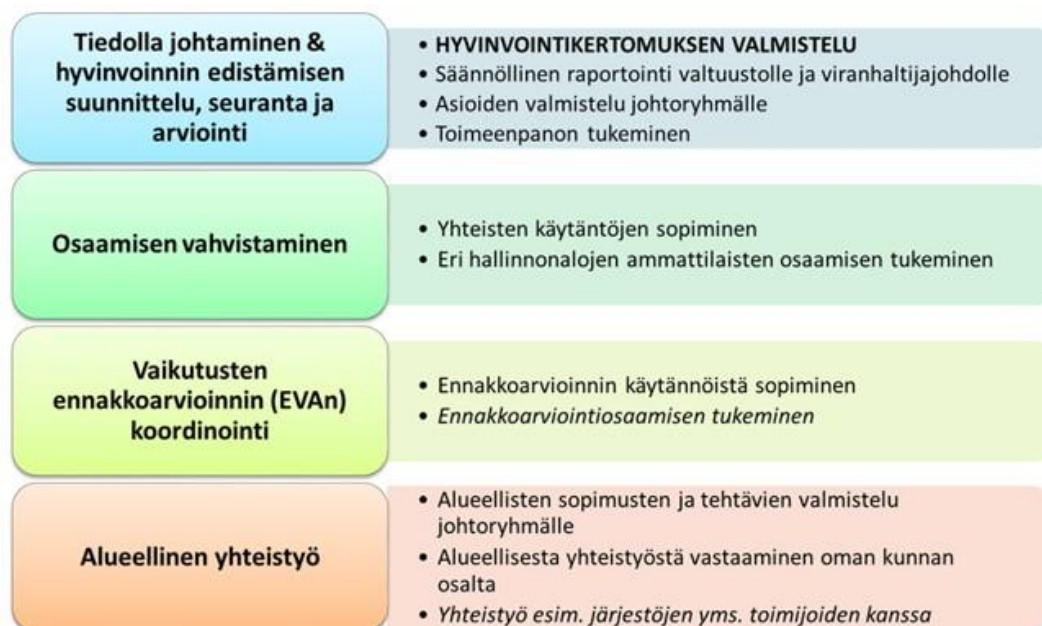 Tiedolla johtaminen &
hyvinvoinnin edistämisen
suunnittelu, seuranta ja
arviointi
• HYVINVOINTIKERTOMUKSEN VALMISTELU
• Säännöllinen raportointi valtuustolle ja viranhaltijajohdolle
• Asioiden valmistelu johtoryhmälle
• Toimeenpanon tukeminen
Osaamisen vahvistaminen
• Yhteisten käytäntöjen sopiminen
• Eri hallinnonalojen ammattilaisten osaamisen tukeminen
Vaikutusten
ennakkoarvioinnin (EVAn)
koordinointi
• Ennakkoarvioinnin käytännöistä sopiminen
• Ennakkoarviointiosaamisen tukeminen
Alueellinen yhteistyö
• Alueellisten sopimusten ja tehtävien valmistelu
johtoryhmälle
• Alueellisesta yhteistyöstä vastaaminen oman kunnan
osalta
• Yhteistyö esim. järjestöjen yms. toimijoiden kanssa